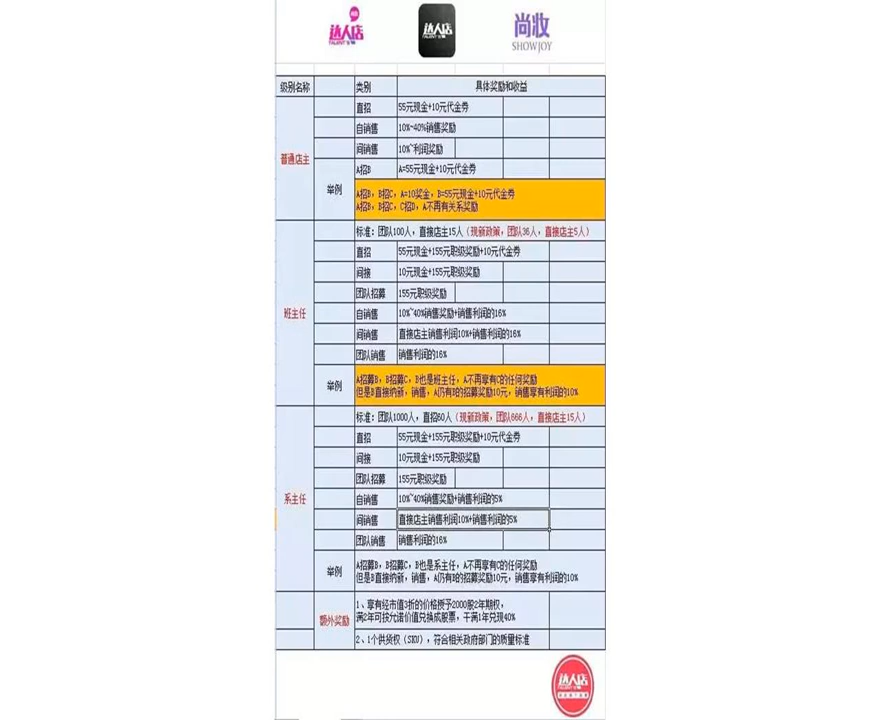 达人店
TALENT'S
达人店
TALENT'S
尚妆
SHOWJOY
级别名称 类别 具体奖励和收益
普通店主
直招 55元现金+10元代金券
自销售 10%-40%销售奖励
间销售 10%~利润奖励
A招B A=55元现金+10元代金券
举例
A招B，B招C，A=10奖金，B=55元现金+10元代金券
A招B，B招C，C招D，A不再有关系奖励
班主任
标准：团队100人，直接店主15人（现新政策，团队36人，直接店主5人）
直招 55元现金+155元职级奖励+10元代金券
间接 10元现金+155元职级奖励
团队招募 155元职级奖励
自销售 10%~40%销售奖励+销售利润的16%
间销售 直接店主销售利润10%+销售利润的16%
团队销售 销售利润的16%
举例
A招募B，B招募C，B也是班主任，A不再享有C的任何奖励
但是B直接纳新，销售，A仍有B的招募奖励10元，销售享有利润的10%
系主任
标准：团队1000人，直招60人（现新政策，团队666人，直接店主15人）
直招 55元现金+155元职级奖励+10元代金券
间接 10元现金+155元职级奖励
团队招募 155元职级奖励
自销售 10%~40%销售奖励+销售利润的5%
间销售 直接店主销售利润10%+销售利润的5%
团队销售 销售利润的16%
举例
A招募B，B招募C，B也是系主任，A不再享有C的任何奖励
但是B直接纳新，销售，A仍有B的招募奖励10元，销售享有利润的10%
额外奖励
1、享有经市值3折的价格授予2000股2年期权，
满2年可按允诺价值兑换成股票，干满1年兑现40%
2、1个供货权（SKU），符合相关政府部门的质量标准
达人店
TALENT'S